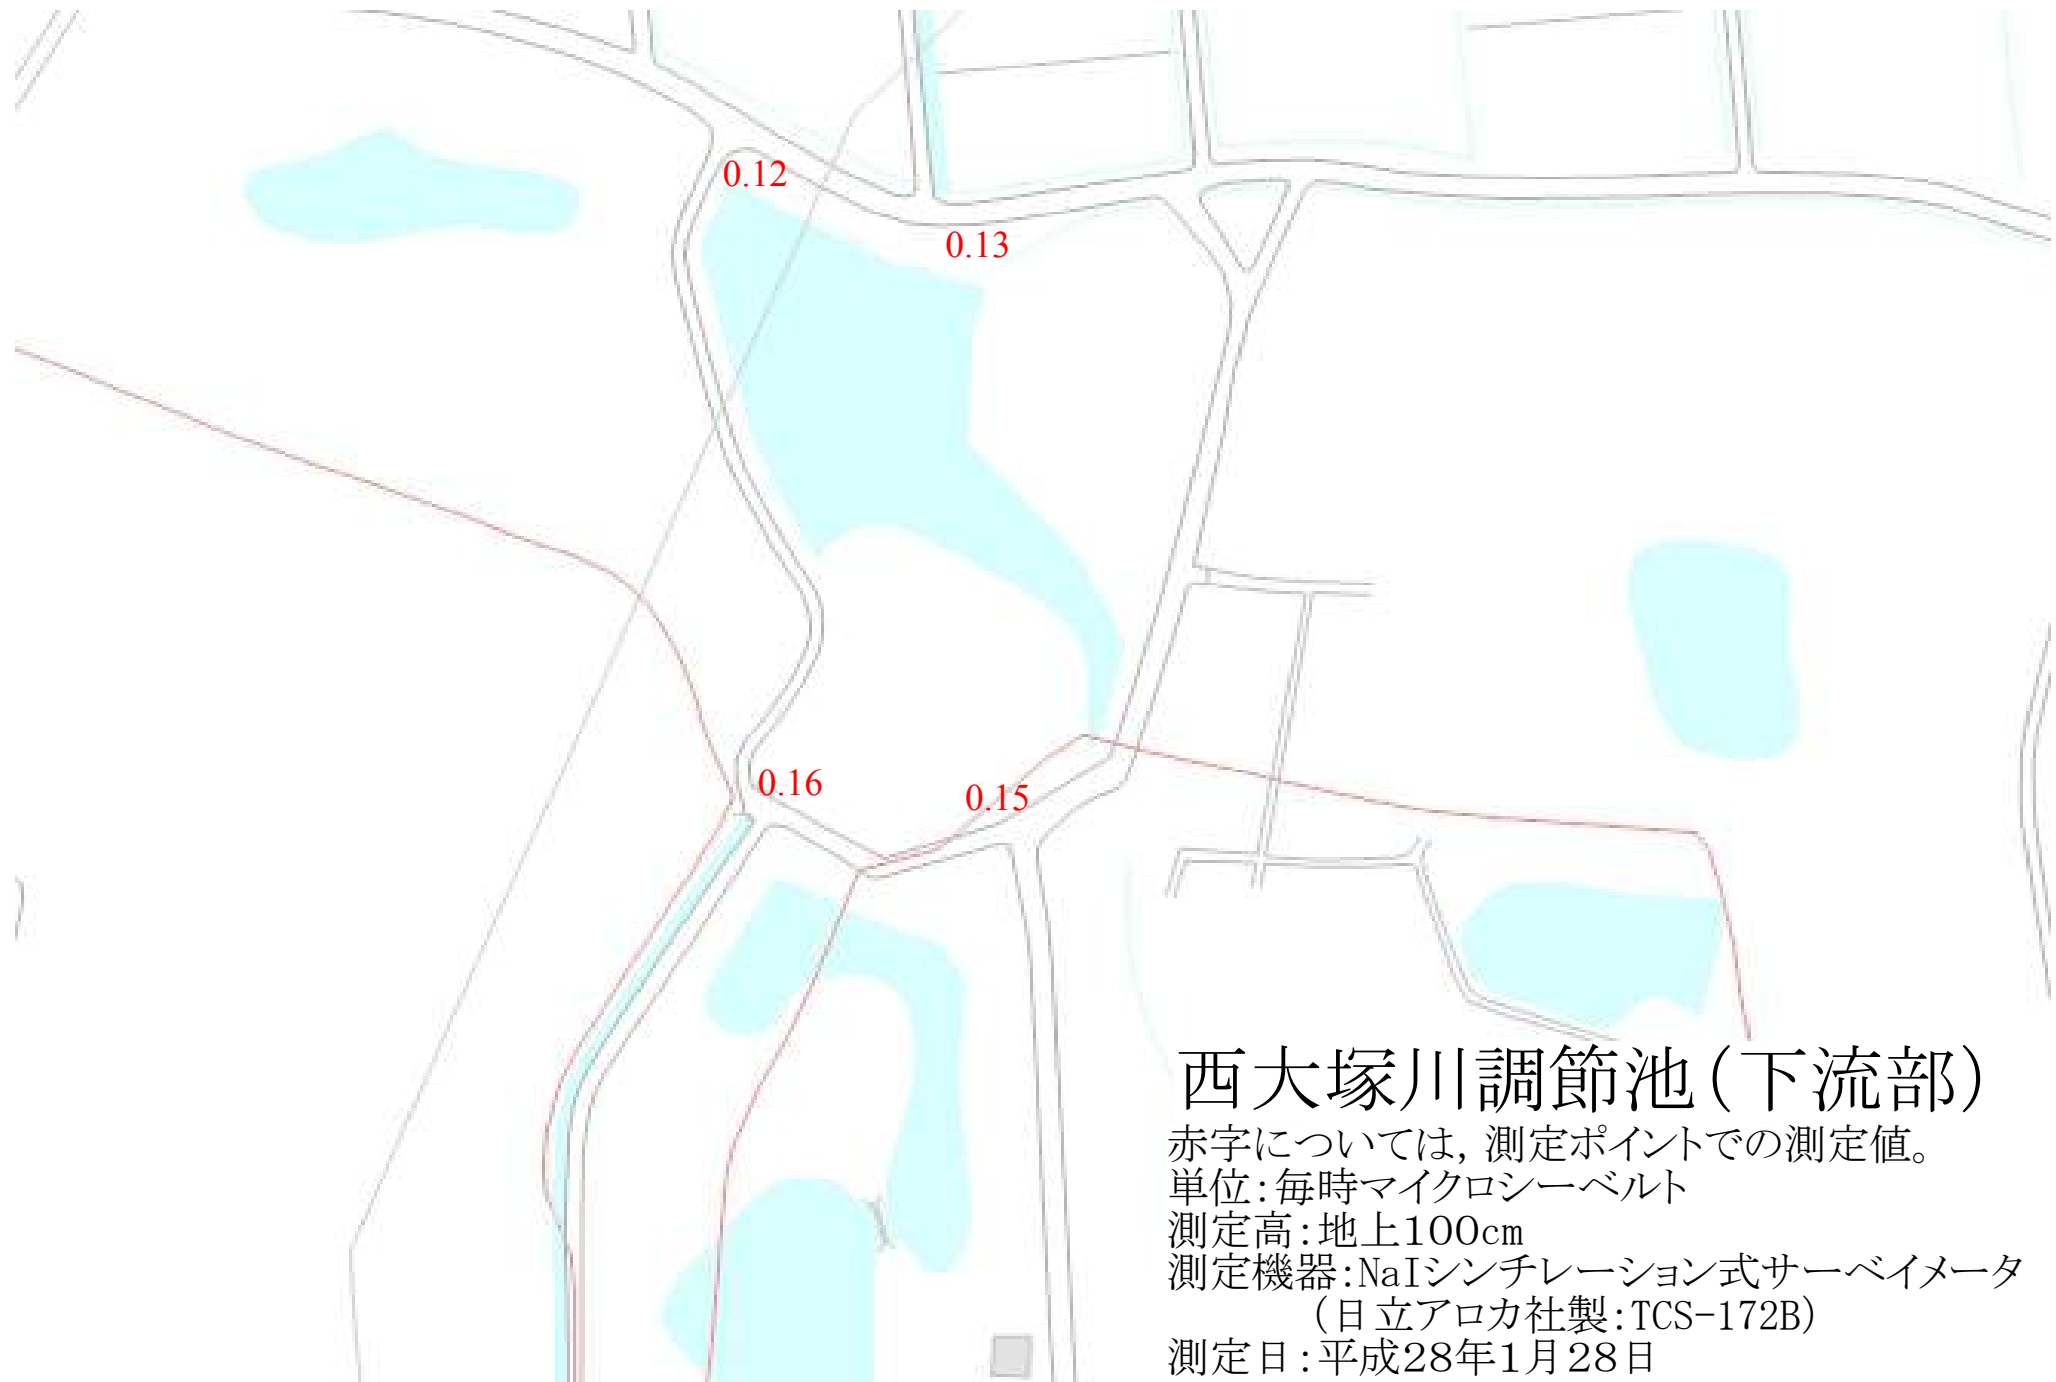 0.12
0.13
0.16
0.15
西大塚川調節池（下流部）
赤字については，測定ポイントでの測定値。
単位：毎時マイクロシーベルト
測定高：地上１００cm
測定機器：NaIシンチレーション式サーベイメータ
（日立アロカ社製：TCS-172B）
測定日：平成２８年１月２８日